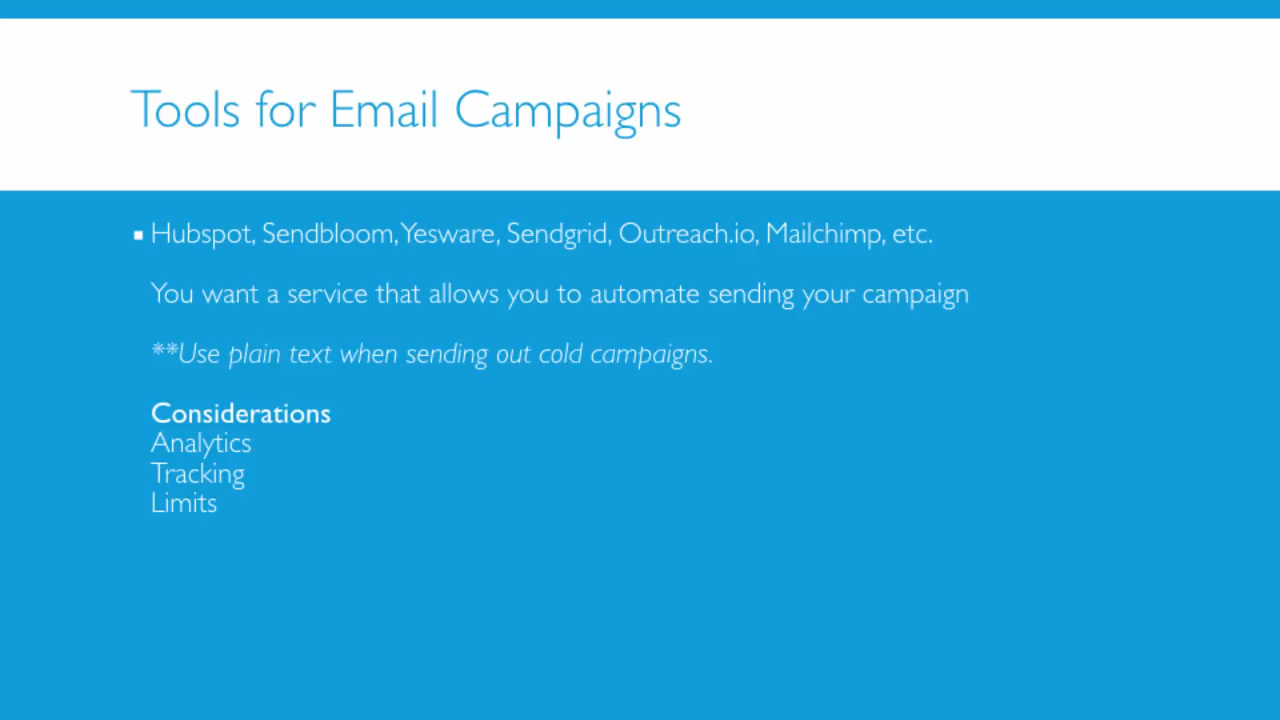 Tools for Email Campaigns
▪ Hubspot, Sendbloom, Yesware, Sendgrid, Outreach.io, Mailchimp, etc.
You want a service that allows you to automate sending your campaign
**Use plain text when sending out cold campaigns.
Considerations
Analytics
Tracking
Limits